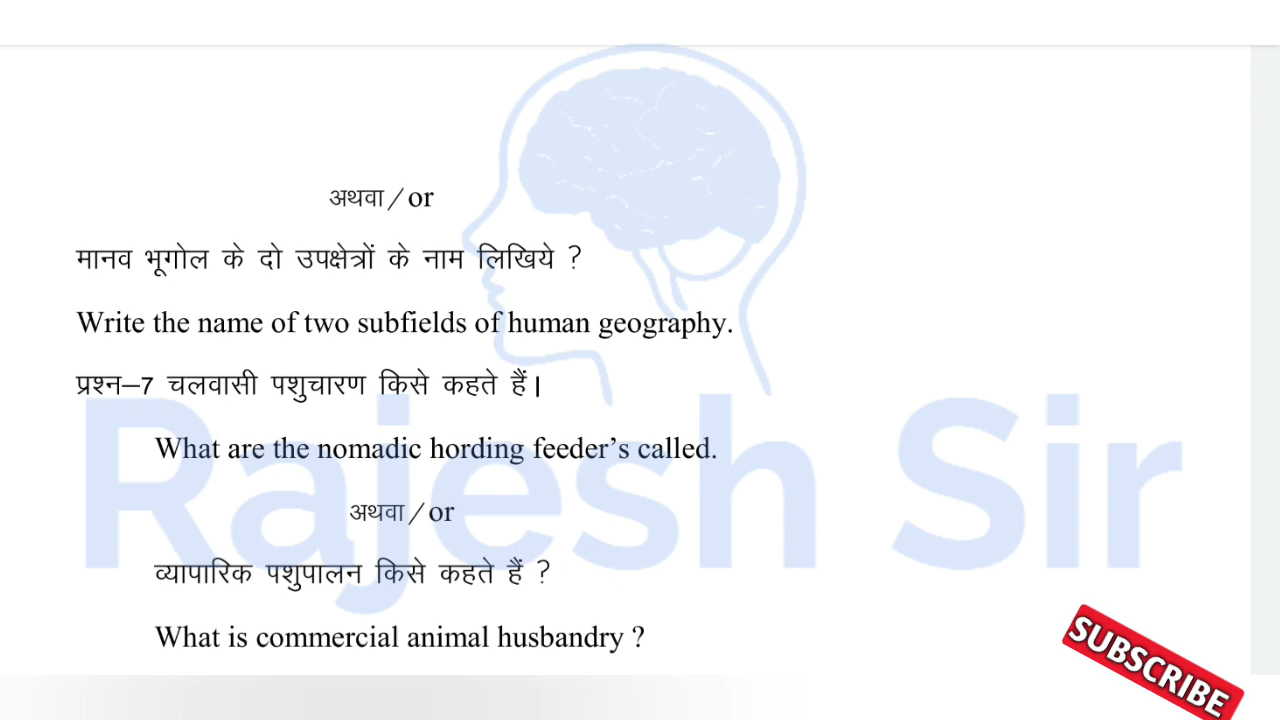 अथवा/or
मानव भूगोल के दो उपक्षेत्रों के नाम लिखिये ?
Write the name of two subfields of human geography.
प्रश्न–7 चलवासी पशुचारण किसे कहते हैं।
What are the nomadic hording feeder’s called.
अथवा/or
व्यापारिक पशुपालन किसे कहते हैं ?
What is commercial animal husbandry ?
Rajesh Sir
SUBSCRIBE